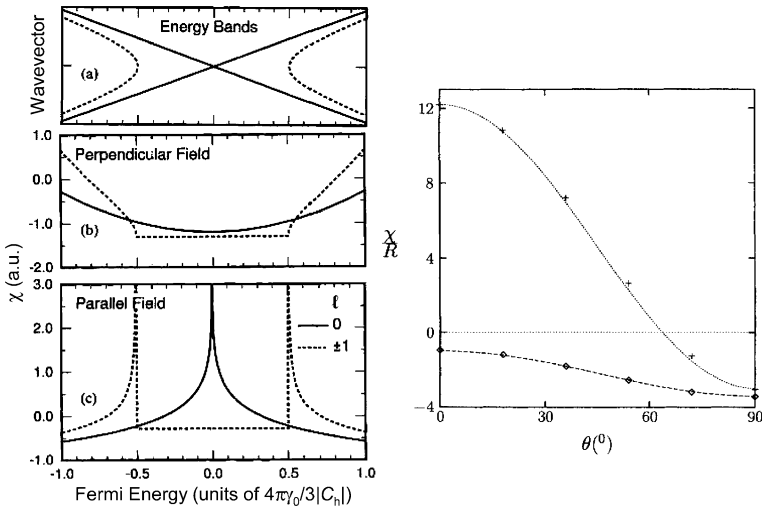 Energy Bands
(a)
Wavevector
1.0
Perpendicular Field
0.0
-1.0
(b)
-2.0
χ (a.u.)
3.0
Parallel Field
ℓ
0
±1
2.0
1.0
(c)
0.0
-1.0
-1.0 -0.5 0.0 0.5 1.0
Fermi Energy (units of 4πγ₀/3|Cₕ|)
12
8
χ/R
4
0
−4
0 30 60 90
θ(⁰)